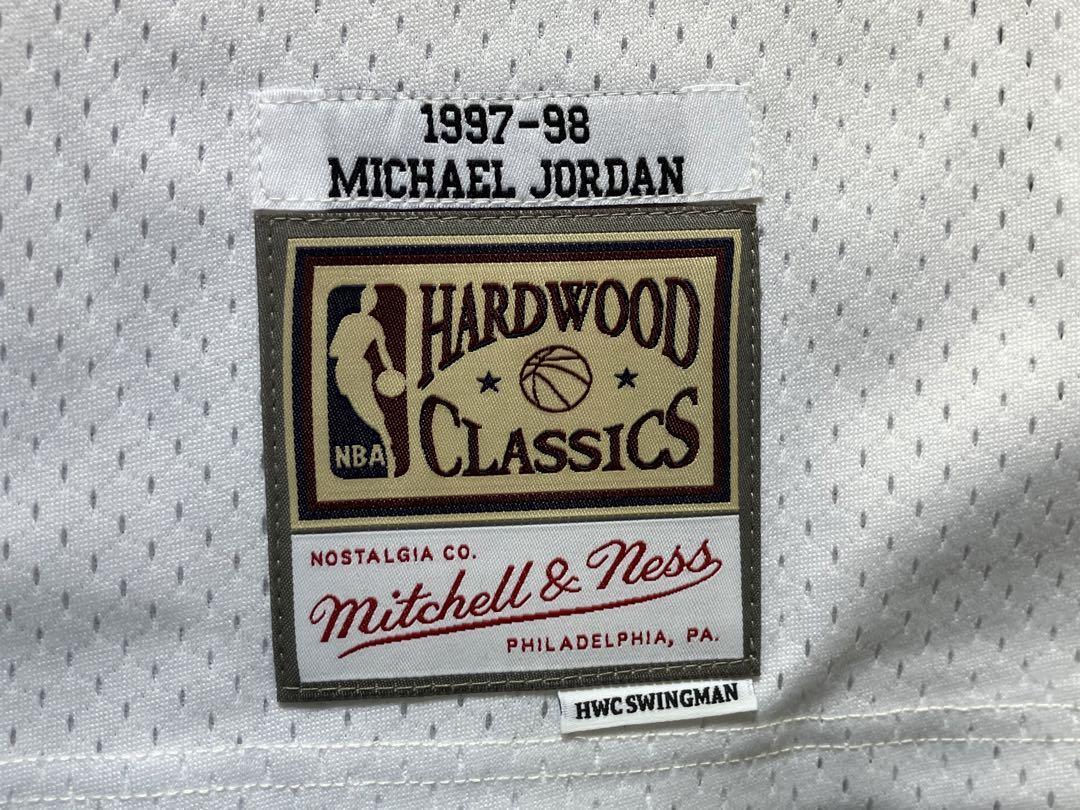 1997-98
MICHAEL JORDAN
HARDWOOD
CLASSICS
NBA
NOSTALGIA CO.
Mitchell & Ness
PHILADELPHIA, PA.
HWC SWINGMAN